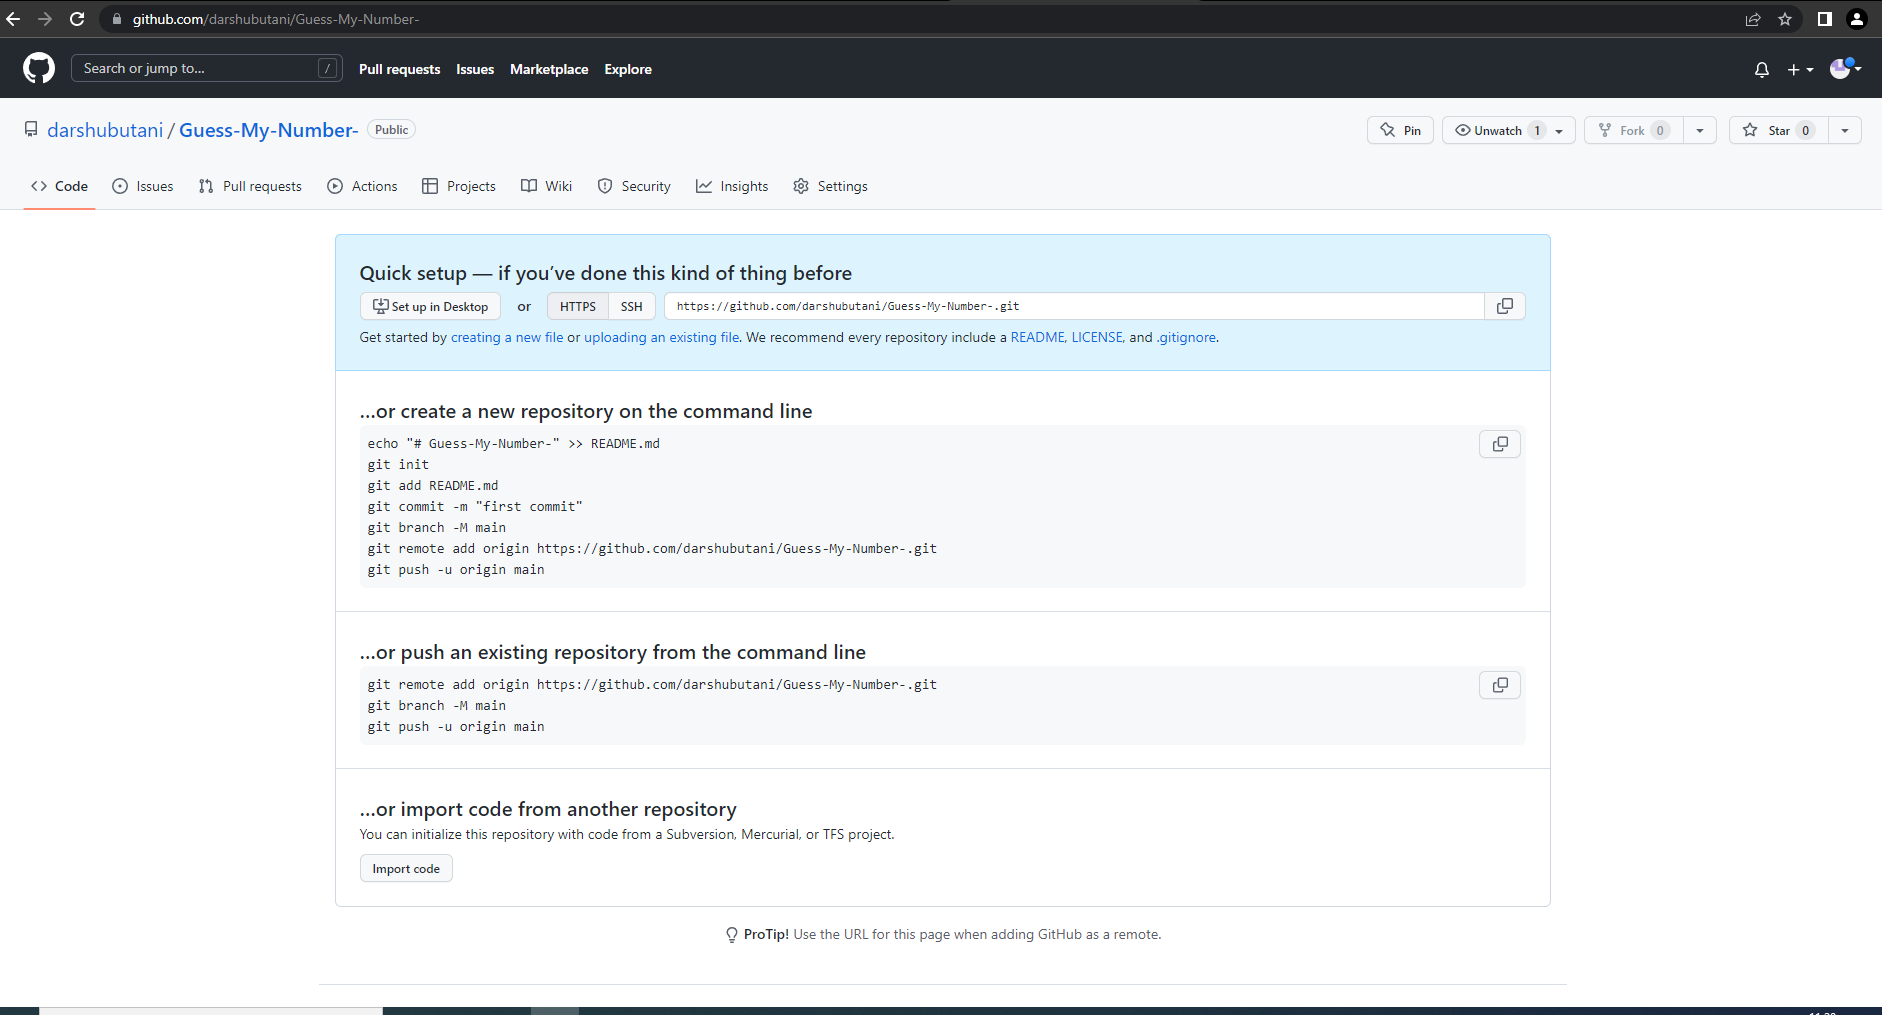 github.com/darshubutani/Guess-My-Number-
Search or jump to... / Pull requests Issues Marketplace Explore
darshubutani / Guess-My-Number- Public Pin Unwatch 1 Fork 0 Star 0
Code Issues Pull requests Actions Projects Wiki Security Insights Settings
Quick setup — if you’ve done this kind of thing before
Set up in Desktop or HTTPS SSH https://github.com/darshubutani/Guess-My-Number-.git
Get started by creating a new file or uploading an existing file. We recommend every repository include a README, LICENSE, and .gitignore.
…or create a new repository on the command line
echo "# Guess-My-Number-" >> README.md
git init
git add README.md
git commit -m "first commit"
git branch -M main
git remote add origin https://github.com/darshubutani/Guess-My-Number-.git
git push -u origin main
…or push an existing repository from the command line
git remote add origin https://github.com/darshubutani/Guess-My-Number-.git
git branch -M main
git push -u origin main
…or import code from another repository
You can initialize this repository with code from a Subversion, Mercurial, or TFS project.
Import code
ProTip! Use the URL for this page when adding GitHub as a remote.